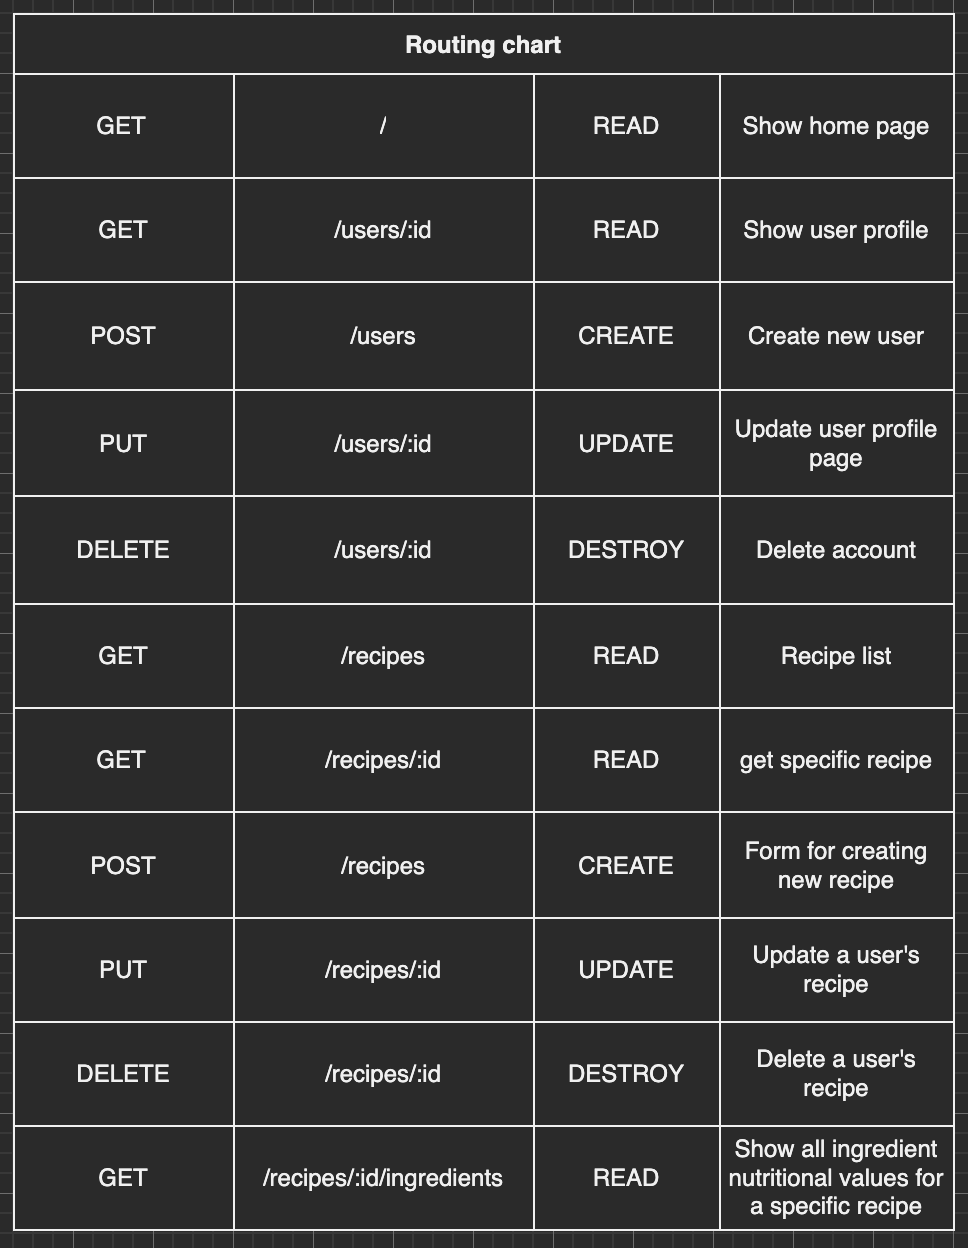 Routing chart
GET / READ Show home page
GET /users/:id READ Show user profile
POST /users CREATE Create new user
PUT /users/:id UPDATE Update user profile
page
DELETE /users/:id DESTROY Delete account
GET /recipes READ Recipe list
GET /recipes/:id READ get specific recipe
POST /recipes CREATE Form for creating
new recipe
PUT /recipes/:id UPDATE Update a user's
recipe
DELETE /recipes/:id DESTROY Delete a user's
recipe
GET /recipes/:id/ingredients READ Show all ingredient
nutritional values for
a specific recipe